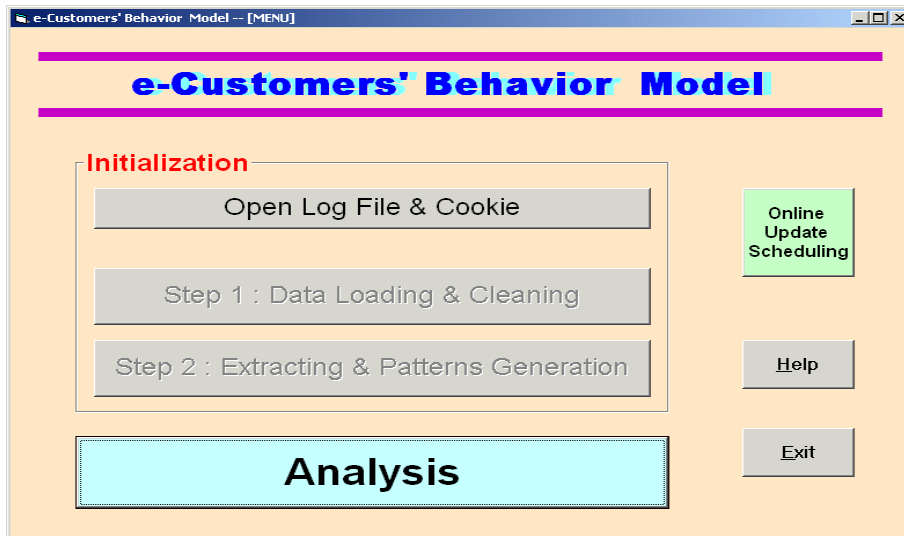 e-Customers' Behavior Model -- [MENU]
e-Customers' Behavior Model
Initialization
Open Log File & Cookie
Step 1 : Data Loading & Cleaning
Step 2 : Extracting & Patterns Generation
Analysis
Online
Update
Scheduling
Help
Exit